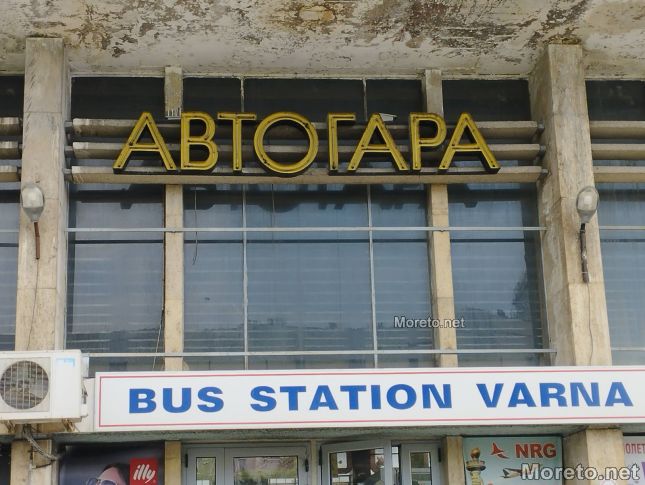 АВТОГАРА
Moreto.net
BUS STATION VARNA
illy
NRG
Moreto.net